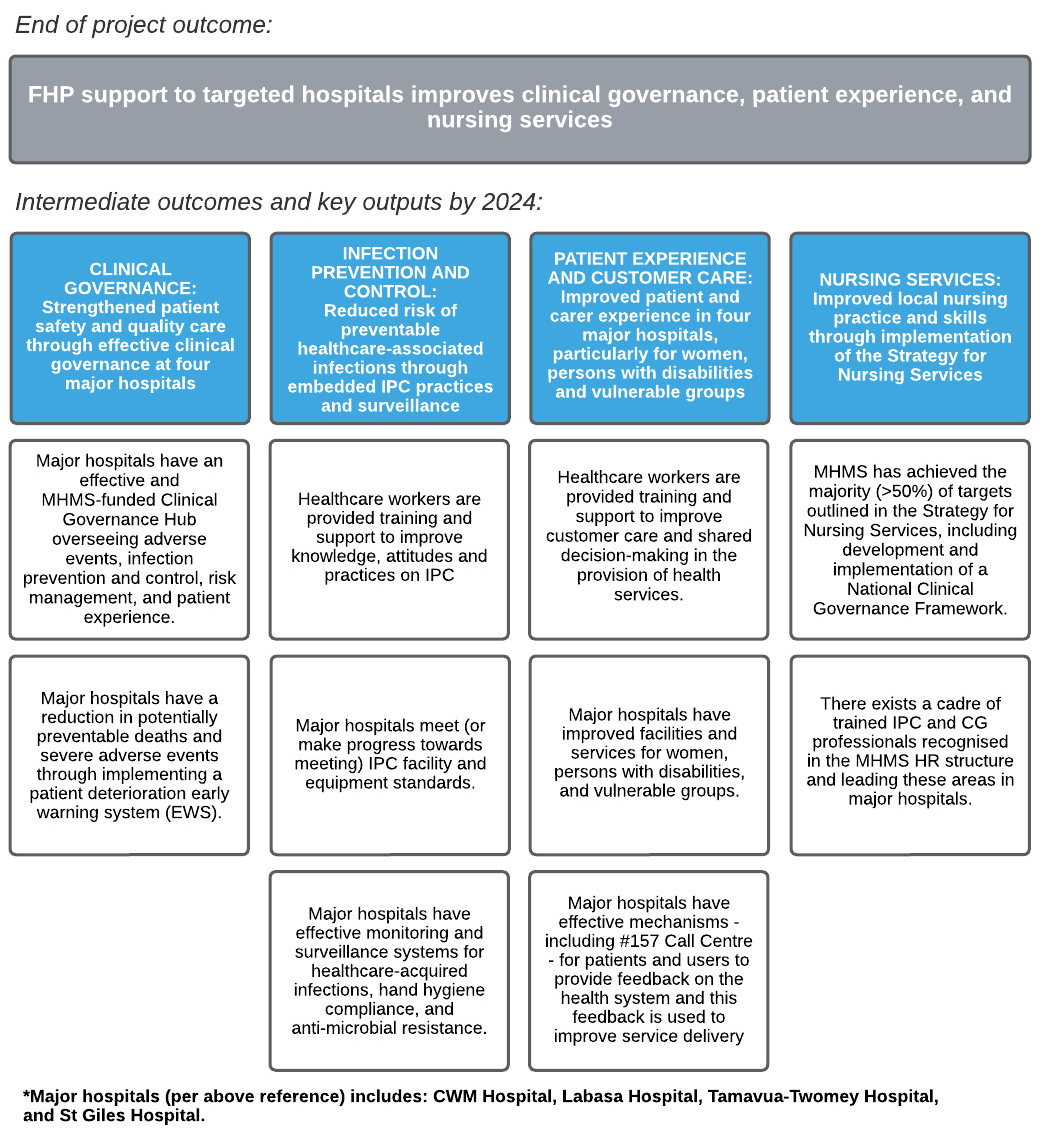 End of project outcome:
FHP support to targeted hospitals improves clinical governance, patient experience, and
nursing services
Intermediate outcomes and key outputs by 2024:
CLINICAL
GOVERNANCE:
Strengthened patient
safety and quality care
through effective clinical
governance at four
major hospitals
INFECTION
PREVENTION AND
CONTROL:
Reduced risk of
preventable
healthcare-associated
infections through
embedded IPC practices
and surveillance
PATIENT EXPERIENCE
AND CUSTOMER CARE:
Improved patient and
carer experience in four
major hospitals,
particularly for women,
persons with disabilities
and vulnerable groups
NURSING SERVICES:
Improved local nursing
practice and skills
through implementation
of the Strategy for
Nursing Services
Major hospitals have an
effective and
MHMS-funded Clinical
Governance Hub
overseeing adverse
events, infection
prevention and control, risk
management, and patient
experience.
Healthcare workers are
provided training and
support to improve
knowledge, attitudes and
practices on IPC
Healthcare workers are
provided training and
support to improve
customer care and shared
decision-making in the
provision of health
services.
MHMS has achieved the
majority (>50%) of targets
outlined in the Strategy for
Nursing Services, including
development and
implementation of a
National Clinical
Governance Framework.
Major hospitals have a
reduction in potentially
preventable deaths and
severe adverse events
through implementing a
patient deterioration early
warning system (EWS).
Major hospitals meet (or
make progress towards
meeting) IPC facility and
equipment standards.
Major hospitals have
improved facilities and
services for women,
persons with disabilities,
and vulnerable groups.
There exists a cadre of
trained IPC and CG
professionals recognised
in the MHMS HR structure
and leading these areas in
major hospitals.
Major hospitals have
effective monitoring and
surveillance systems for
healthcare-acquired
infections, hand hygiene
compliance, and
anti-microbial resistance.
Major hospitals have
effective mechanisms -
including #157 Call Centre
- for patients and users to
provide feedback on the
health system and this
feedback is used to
improve service delivery
*Major hospitals (per above reference) includes: CWM Hospital, Labasa Hospital, Tamavua-Twomey Hospital,
and St Giles Hospital.